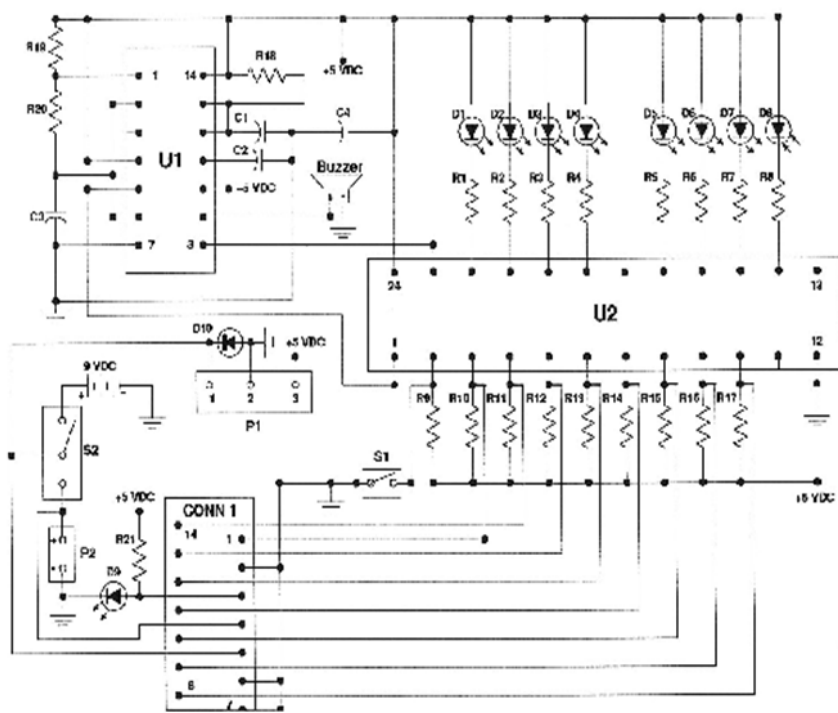 R19
R18
+5 VDC
1
14
R20
C1
C4
D1
D2
D3
D4
D5
D6
D7
D8
U1
C2
Buzzer
R1
R2
R3
R4
R5
R6
R7
R8
+5 VDC
C3
7
8
24
13
U2
D10
+5 VDC
1
12
9 VDC
+
-
1
2
3
P1
R9
R10
R11
R12
R13
R14
R15
R16
R17
S2
S1
+5 VDC
+5 VDC
CONN 1
14
1
R21
P2
D9
8
7